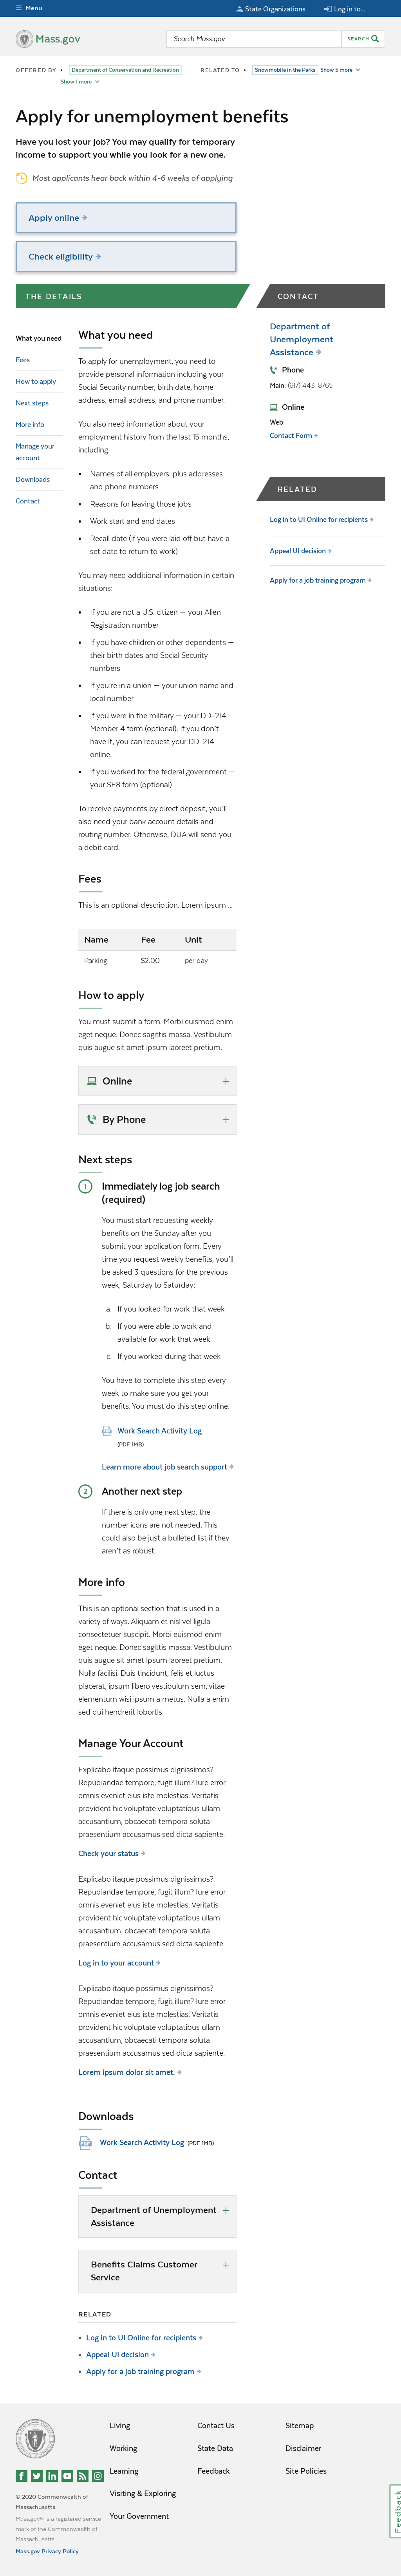 Menu
State Organizations
Log in to...
Mass.gov
Search Mass.gov
SEARCH
OFFERED BY
Department of Conservation and Recreation
Show 1 more
RELATED TO
Snowmobile in the Parks
Show 5 more
Apply for unemployment benefits
Have you lost your job? You may qualify for temporary
income to support you while you look for a new one.
Most applicants hear back within 4-6 weeks of applying
Apply online
Check eligibility
THE DETAILS
What you need
Fees
How to apply
Next steps
More info
Manage your
account
Downloads
Contact
What you need
To apply for unemployment, you need to
provide personal information including your
Social Security number, birth date, home
address, email address, and phone number.
You also need information about your
employment history from the last 15 months,
including:
• Names of all employers, plus addresses
and phone numbers
• Reasons for leaving those jobs
• Work start and end dates
• Recall date (if you were laid off but have a
set date to return to work)
You may need additional information in certain
situations:
• If you are not a U.S. citizen — your Alien
Registration number
• If you have children or other dependents —
their birth dates and Social Security
numbers
• If you're in a union — your union name and
local number
• If you were in the military — your DD-214
Member 4 form (optional). If you don't
have it, you can request your DD-214
online.
• If you worked for the federal government —
your SF8 form (optional)
To receive payments by direct deposit, you'll
also need your bank account details and
routing number. Otherwise, DUA will send you
a debit card.
Fees
This is an optional description. Lorem ipsum ...
Name Fee Unit
Parking $2.00 per day
How to apply
You must submit a form. Morbi euismod enim
eget neque. Donec sagittis massa. Vestibulum
quis augue sit amet ipsum laoreet pretium.
Online
By Phone
Next steps
1 Immediately log job search
(required)
You must start requesting weekly
benefits on the Sunday after you
submit your application form. Every
time you request weekly benefits, you'll
be asked 3 questions for the previous
week, Saturday to Saturday:
a. If you looked for work that week
b. If you were able to work and
available for work that week
c. If you worked during that week
You have to complete this step every
week to make sure you get your
benefits. You must do this step online.
Work Search Activity Log
(PDF 1MB)
Learn more about job search support
2 Another next step
If there is only one next step, the
number icons are not needed. This
could also be just a bulleted list if they
aren't as robust.
More info
This is an optional section that is used in a
variety of ways. Aliquam et nisl vel ligula
consectetuer suscipit. Morbi euismod enim
eget neque. Donec sagittis massa. Vestibulum
quis augue sit amet ipsum laoreet pretium.
Nulla facilisi. Duis tincidunt, felis et luctus
placerat, ipsum libero vestibulum sem, vitae
elementum wisi ipsum a metus. Nulla a enim
sed dui hendrerit lobortis.
Manage Your Account
Explicabo itaque possimus dignissimos?
Repudiandae tempore, fugit illum? Iure error
omnis eveniet eius iste molestias. Veritatis
provident hic voluptate voluptatibus ullam
accusantium, obcaecati tempora soluta
praesentium accusamus sed dicta sapiente.
Check your status
Explicabo itaque possimus dignissimos?
Repudiandae tempore, fugit illum? Iure error
omnis eveniet eius iste molestias. Veritatis
provident hic voluptate voluptatibus ullam
accusantium, obcaecati tempora soluta
praesentium accusamus sed dicta sapiente.
Log in to your account
Explicabo itaque possimus dignissimos?
Repudiandae tempore, fugit illum? Iure error
omnis eveniet eius iste molestias. Veritatis
provident hic voluptate voluptatibus ullam
accusantium, obcaecati tempora soluta
praesentium accusamus sed dicta sapiente.
Lorem ipsum dolor sit amet.
Downloads
Work Search Activity Log (PDF 1MB)
Contact
Department of Unemployment
Assistance
Benefits Claims Customer
Service
RELATED
• Log in to UI Online for recipients
• Appeal UI decision
• Apply for a job training program
CONTACT
Department of
Unemployment
Assistance
Phone
Main: (617) 443-8765
Online
Web:
Contact Form
RELATED
Log in to UI Online for recipients
Appeal UI decision
Apply for a job training program
© 2020 Commonwealth of
Massachusetts.
Mass.gov® is a registered service
mark of the Commonwealth of
Massachusetts.
Mass.gov Privacy Policy
Living
Working
Learning
Visiting & Exploring
Your Government
Contact Us
State Data
Feedback
Sitemap
Disclaimer
Site Policies
Feedback